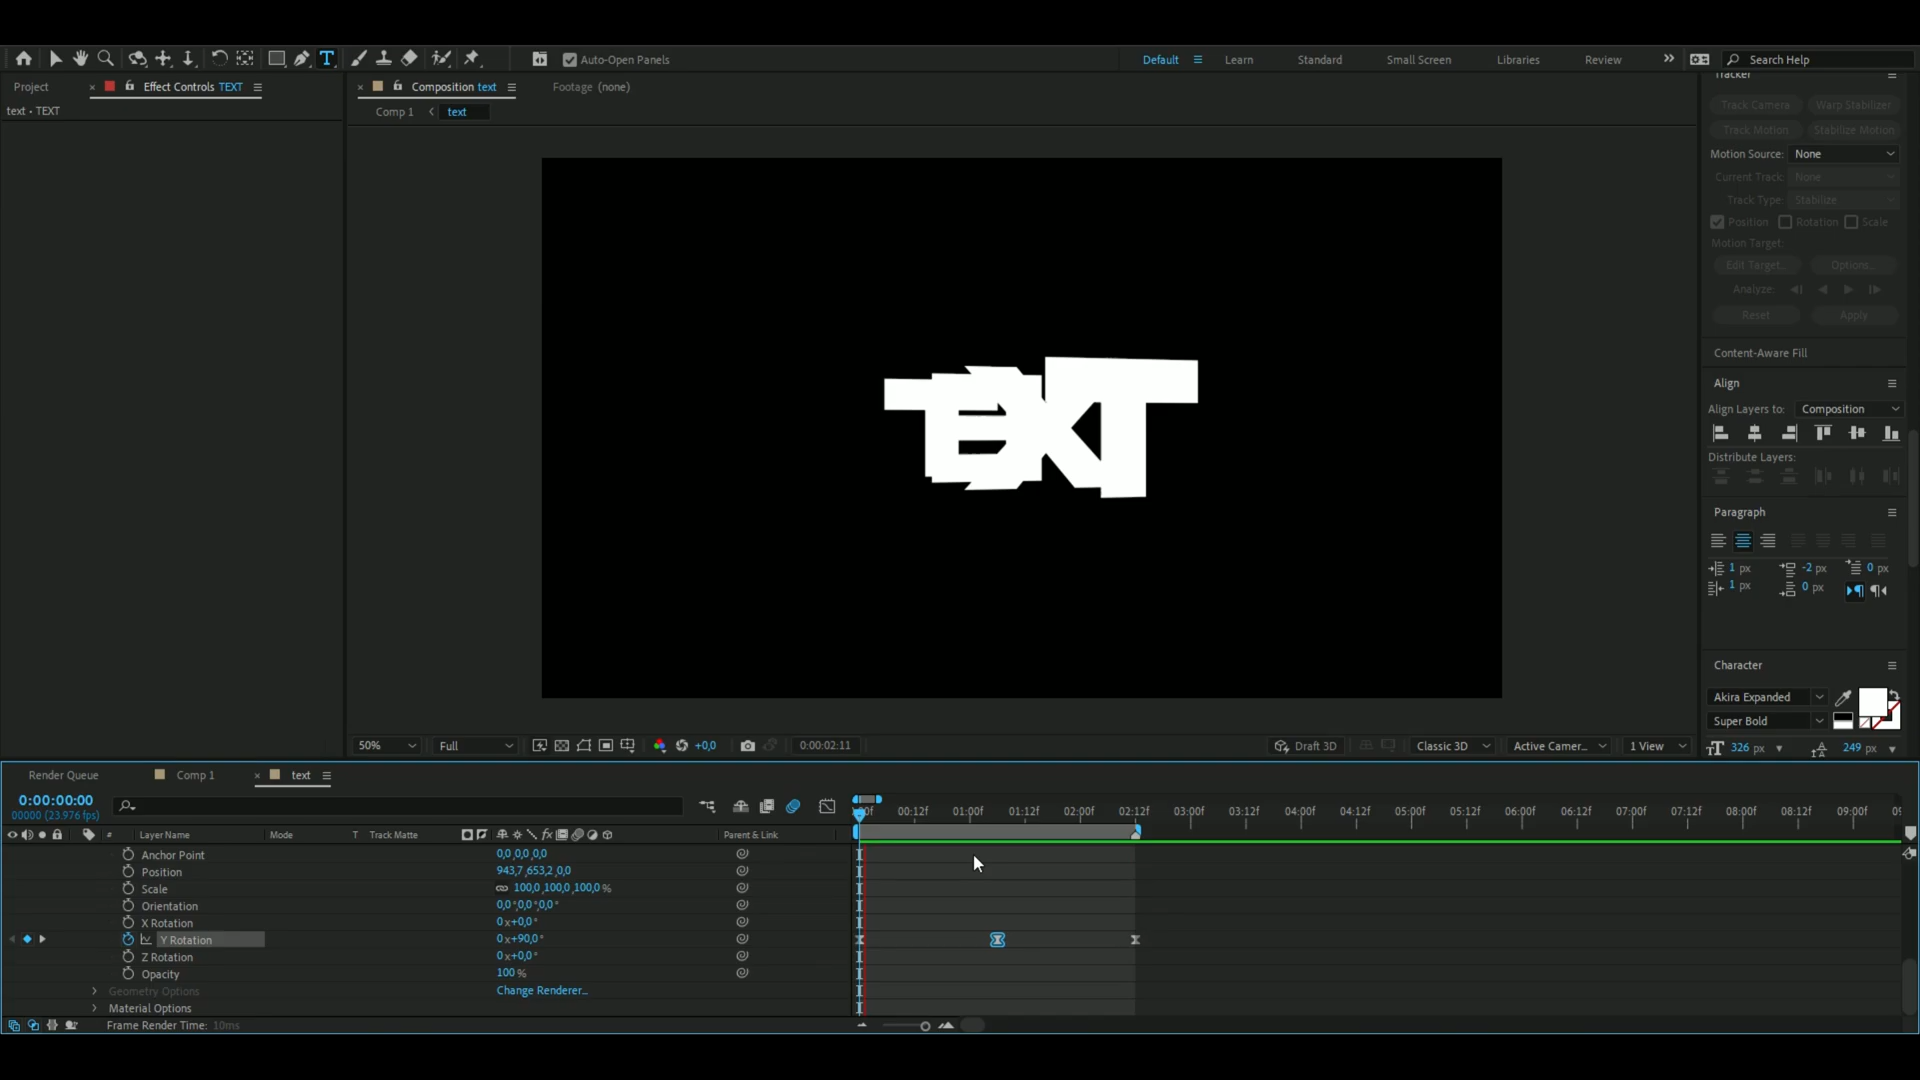 Auto-Open Panels
Default
Learn
Standard
Small Screen
Libraries
Review
Search Help
Project
Effect Controls TEXT
Composition text
Footage (none)
text • TEXT
Comp 1
text
Tracker
Track Camera
Warp Stabilizer
Track Motion
Stabilize Motion
Motion Source: None
Current Track: None
Track Type: Stabilize
Position Rotation Scale
Motion Target:
Edit Target...
Options...
Analyze:
Reset
Apply
Content-Aware Fill
Align
Align Layers to: Composition
Distribute Layers:
Paragraph
1 px
-2 px
0 px
1 px
0 px
Character
Akira Expanded
Super Bold
326 px
249 px
TEXT
50%
Full
+0,0
0:00:02:11
Draft 3D
Classic 3D
Active Camer...
1 View
Render Queue
Comp 1
text
0:00:00:00
00000 (23.976 fps)
00:12f
01:00f
01:12f
02:00f
02:12f
03:00f
03:12f
04:00f
04:12f
05:00f
05:12f
06:00f
06:12f
07:00f
07:12f
08:00f
08:12f
09:00f
# Layer Name
Mode
T Track Matte
Parent & Link
Anchor Point 0,0,0,0,0,0
Position 943,7,653,2,0,0
Scale 100,0,100,0,100,0 %
Orientation 0,0°,0,0°,0,0°
X Rotation 0x+0,0°
Y Rotation 0x+90,0°
Z Rotation 0x+0,0°
Opacity 100 %
Geometry Options Change Renderer...
Material Options
Frame Render Time: 10ms